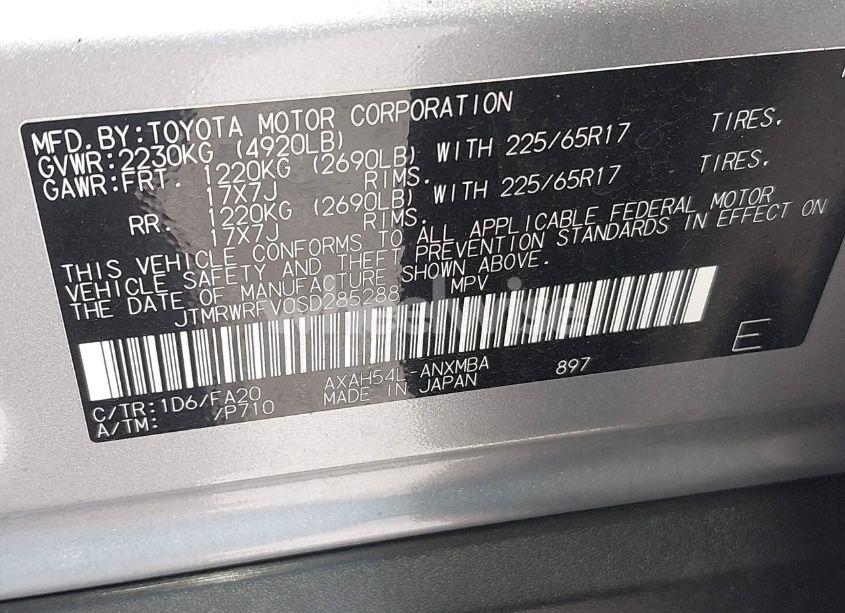 MFD.BY:TOYOTA MOTOR CORPORATION
GVWR:2230KG (4920LB)
GAWR:FRT. 1220KG (2690LB) WITH 225/65R17 TIRES.
17X7J RIMS.
RR. 1220KG (2690LB) WITH 225/65R17 TIRES.
17X7J RIMS.
THIS VEHICLE CONFORMS TO ALL APPLICABLE FEDERAL MOTOR
VEHICLE SAFETY AND THEFT PREVENTION STANDARDS IN EFFECT ON
THE DATE OF MANUFACTURE SHOWN ABOVE.
JTMRWRFV0SD285288 MPV
E
C/TR:1D6/FA20 AXAH54L-ANXMBA 897
A/TM: /P710 MADE IN JAPAN